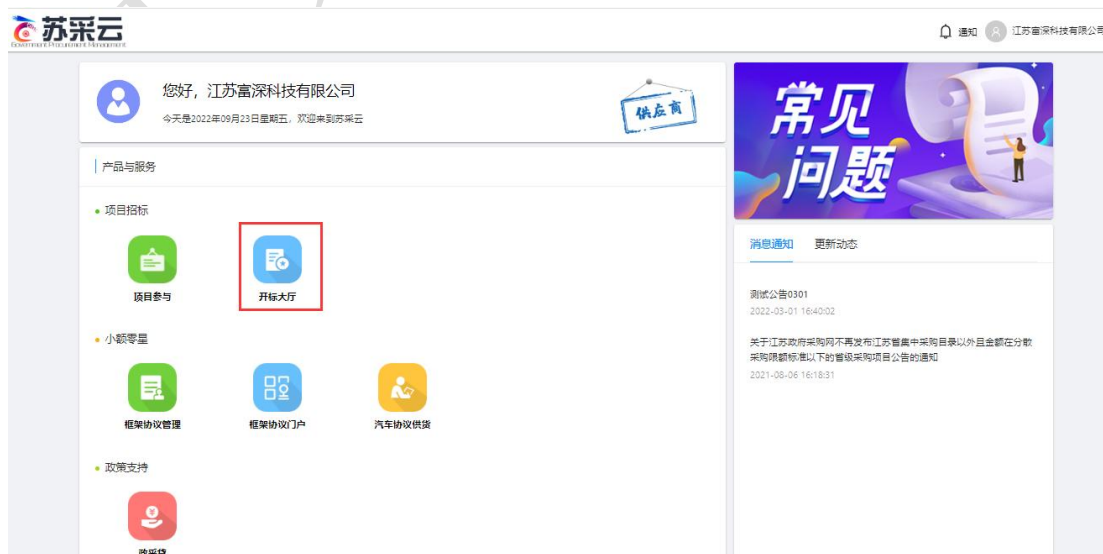 苏采云
Government Procurement Management
通知
江苏富深科技有限公司
您好，江苏富深科技有限公司
今天是2022年09月23日星期五，欢迎来到苏采云
供应商
常见
问题
产品与服务
项目招标
项目参与
开标大厅
小额零星
框架协议管理
框架协议门户
汽车协议供货
政策支持
政采贷
消息通知
更新动态
测试公告0301
2022-03-01 16:40:02
关于江苏政府采购网不再发布江苏省集中采购目录以外且金额在分散
采购限额标准以下的省级采购项目公告的通知
2021-08-06 16:18:31